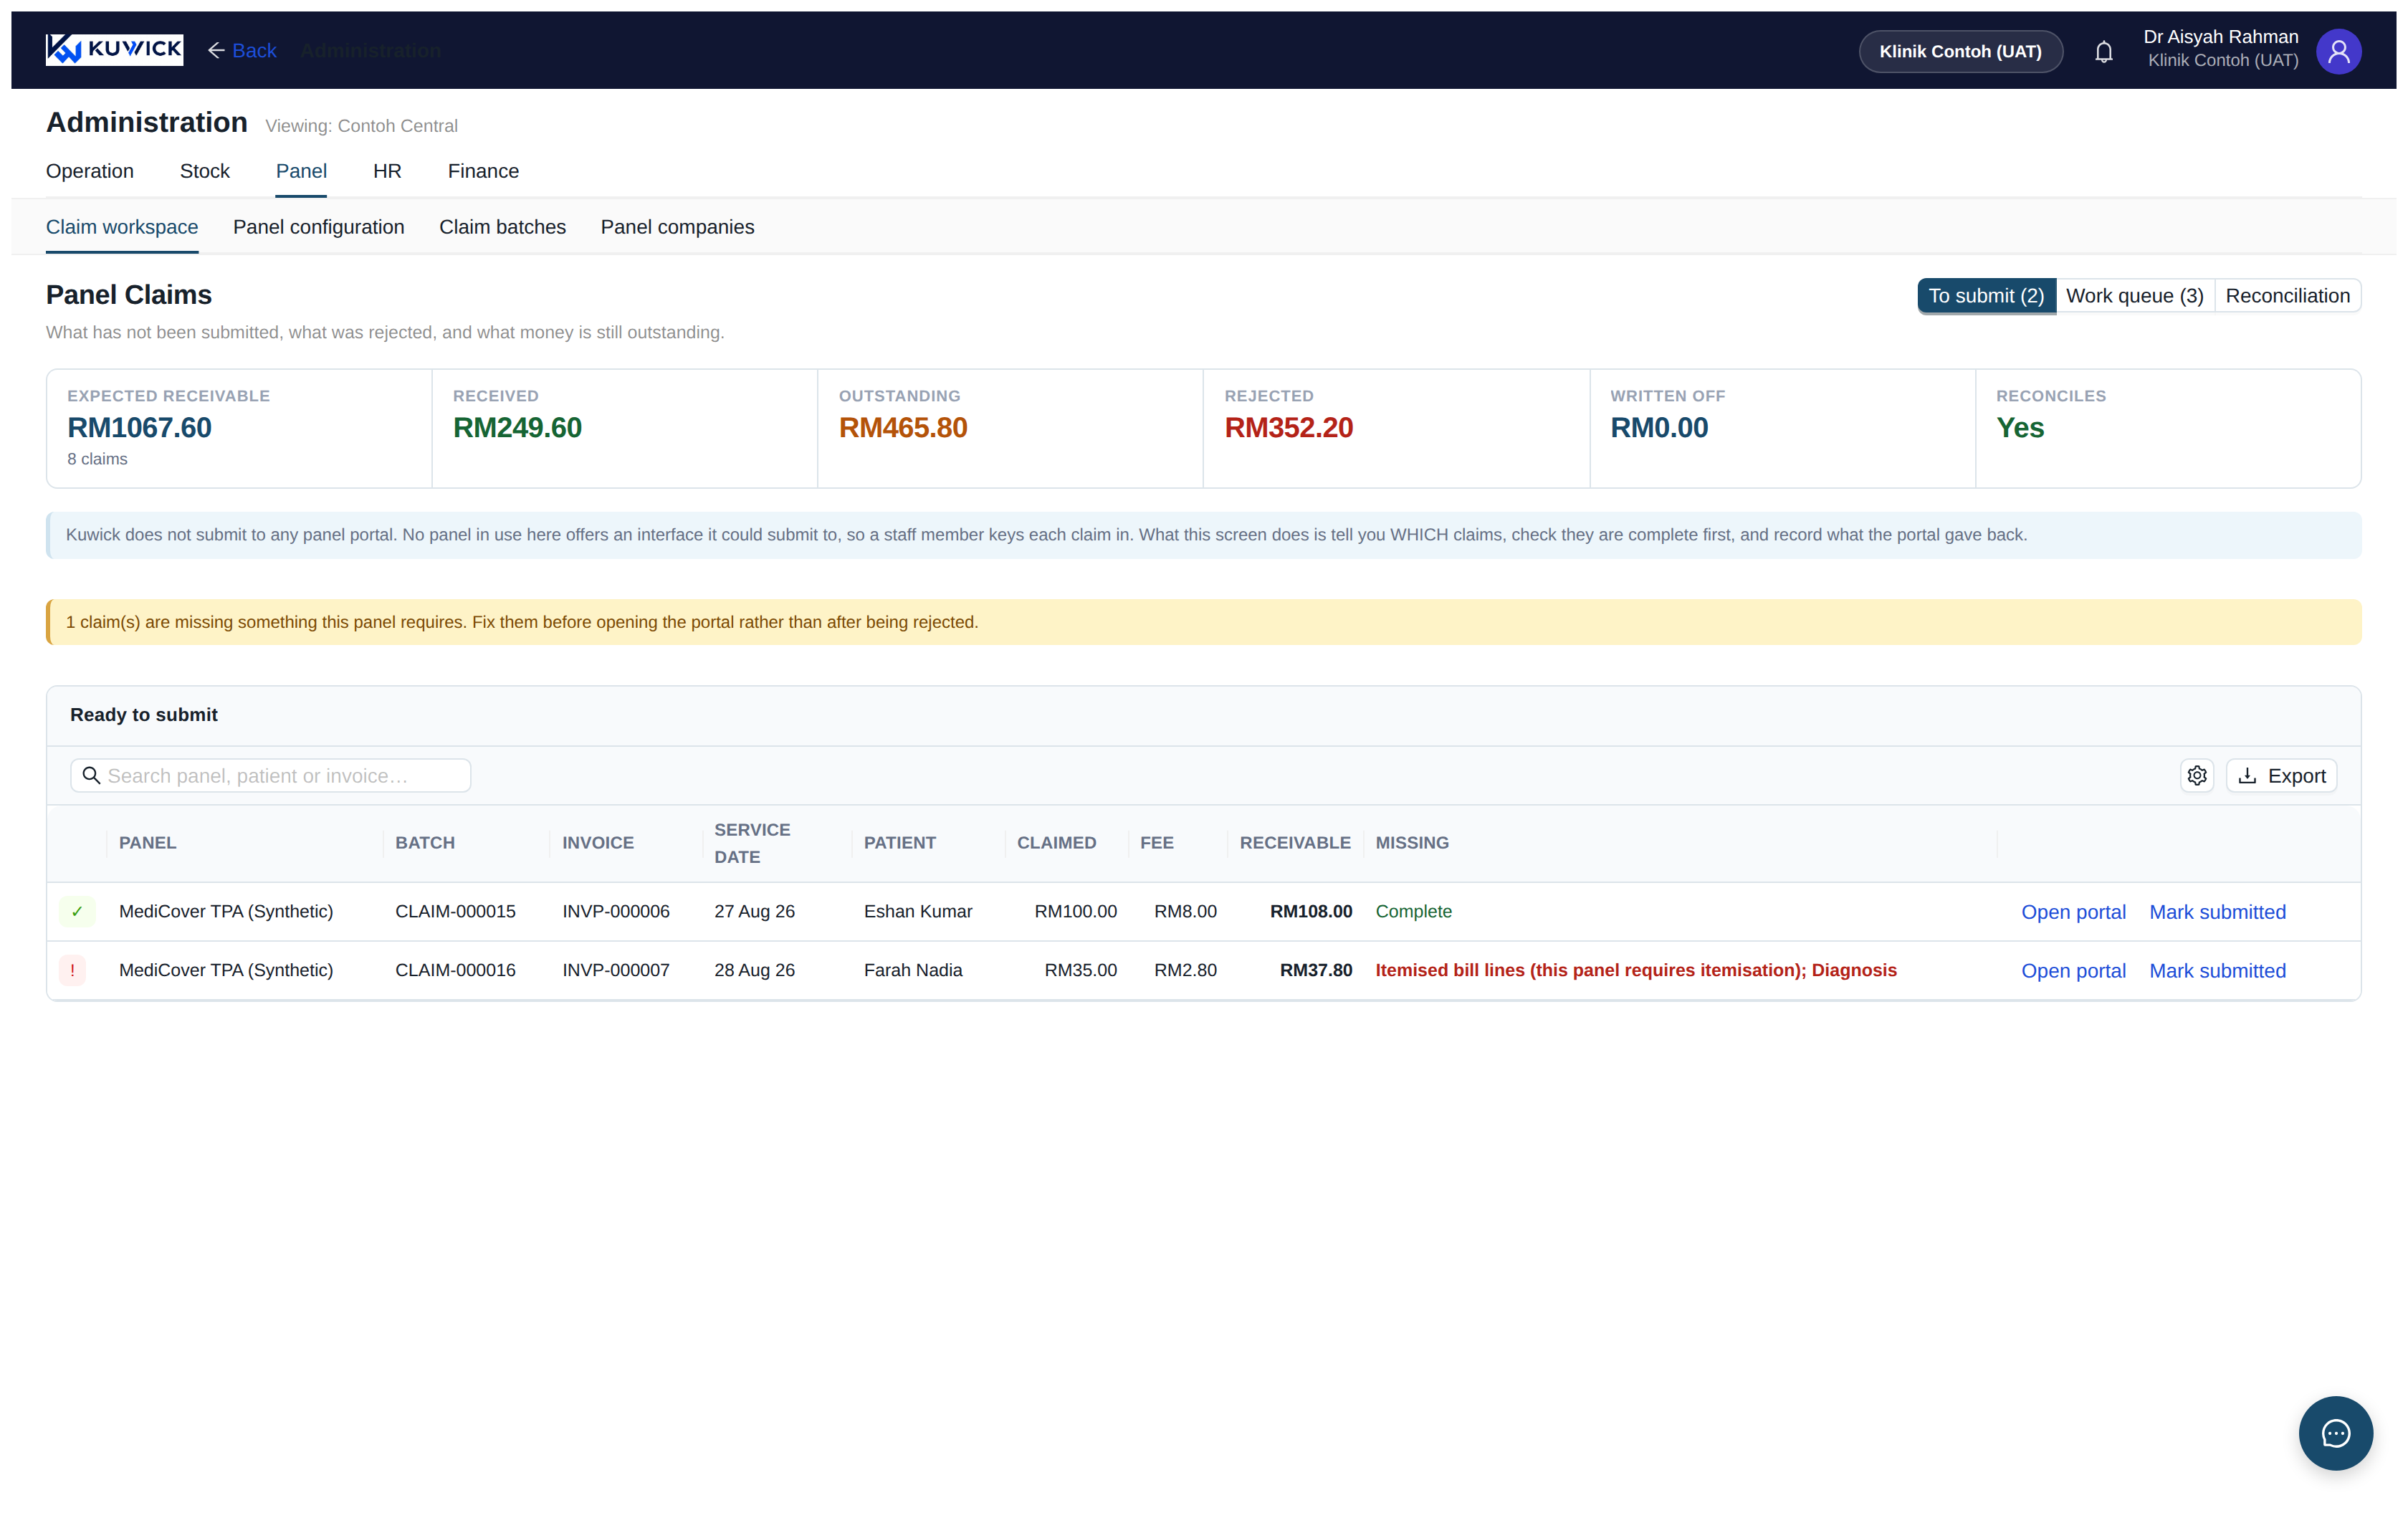 KUWICK
Back
Administration
Klinik Contoh (UAT)
Dr Aisyah Rahman
Klinik Contoh (UAT)
Administration
Viewing: Contoh Central
Operation
Stock
Panel
HR
Finance
Claim workspace
Panel configuration
Claim batches
Panel companies
Panel Claims
To submit (2)
Work queue (3)
Reconciliation
What has not been submitted, what was rejected, and what money is still outstanding.
EXPECTED RECEIVABLE
RM1067.60
8 claims
RECEIVED
RM249.60
OUTSTANDING
RM465.80
REJECTED
RM352.20
WRITTEN OFF
RM0.00
RECONCILES
Yes
Kuwick does not submit to any panel portal. No panel in use here offers an interface it could submit to, so a staff member keys each claim in. What this screen does is tell you WHICH claims, check they are complete first, and record what the portal gave back.
1 claim(s) are missing something this panel requires. Fix them before opening the portal rather than after being rejected.
Ready to submit
Search panel, patient or invoice…
Export
PANEL BATCH INVOICE SERVICE DATE PATIENT CLAIMED FEE RECEIVABLE MISSING
✓ MediCover TPA (Synthetic) CLAIM-000015 INVP-000006 27 Aug 26 Eshan Kumar RM100.00 RM8.00 RM108.00 Complete Open portal Mark submitted
! MediCover TPA (Synthetic) CLAIM-000016 INVP-000007 28 Aug 26 Farah Nadia RM35.00 RM2.80 RM37.80 Itemised bill lines (this panel requires itemisation); Diagnosis Open portal Mark submitted